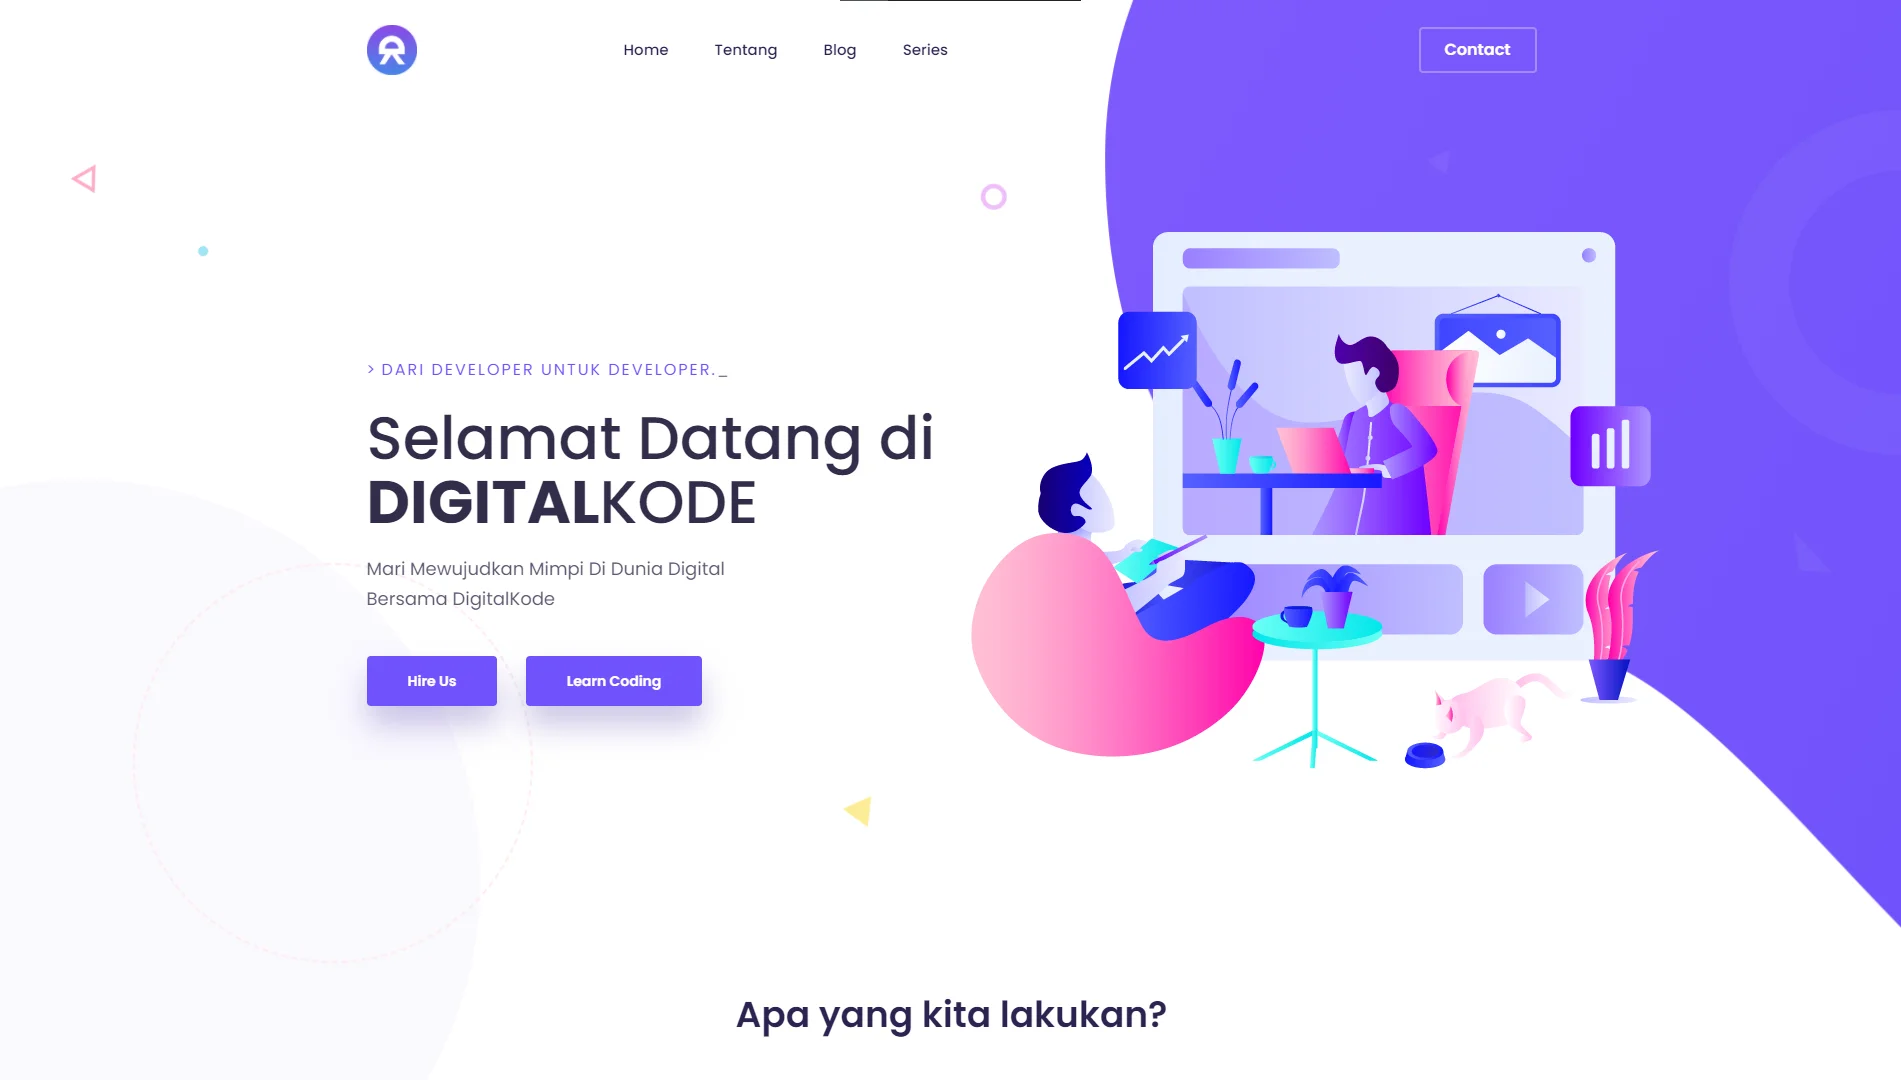 Home
Tentang
Blog
Series
Contact
> DARI DEVELOPER UNTUK DEVELOPER._
Selamat Datang di
DIGITALKODE
Mari Mewujudkan Mimpi Di Dunia Digital
Bersama DigitalKode
Hire Us
Learn Coding
Apa yang kita lakukan?